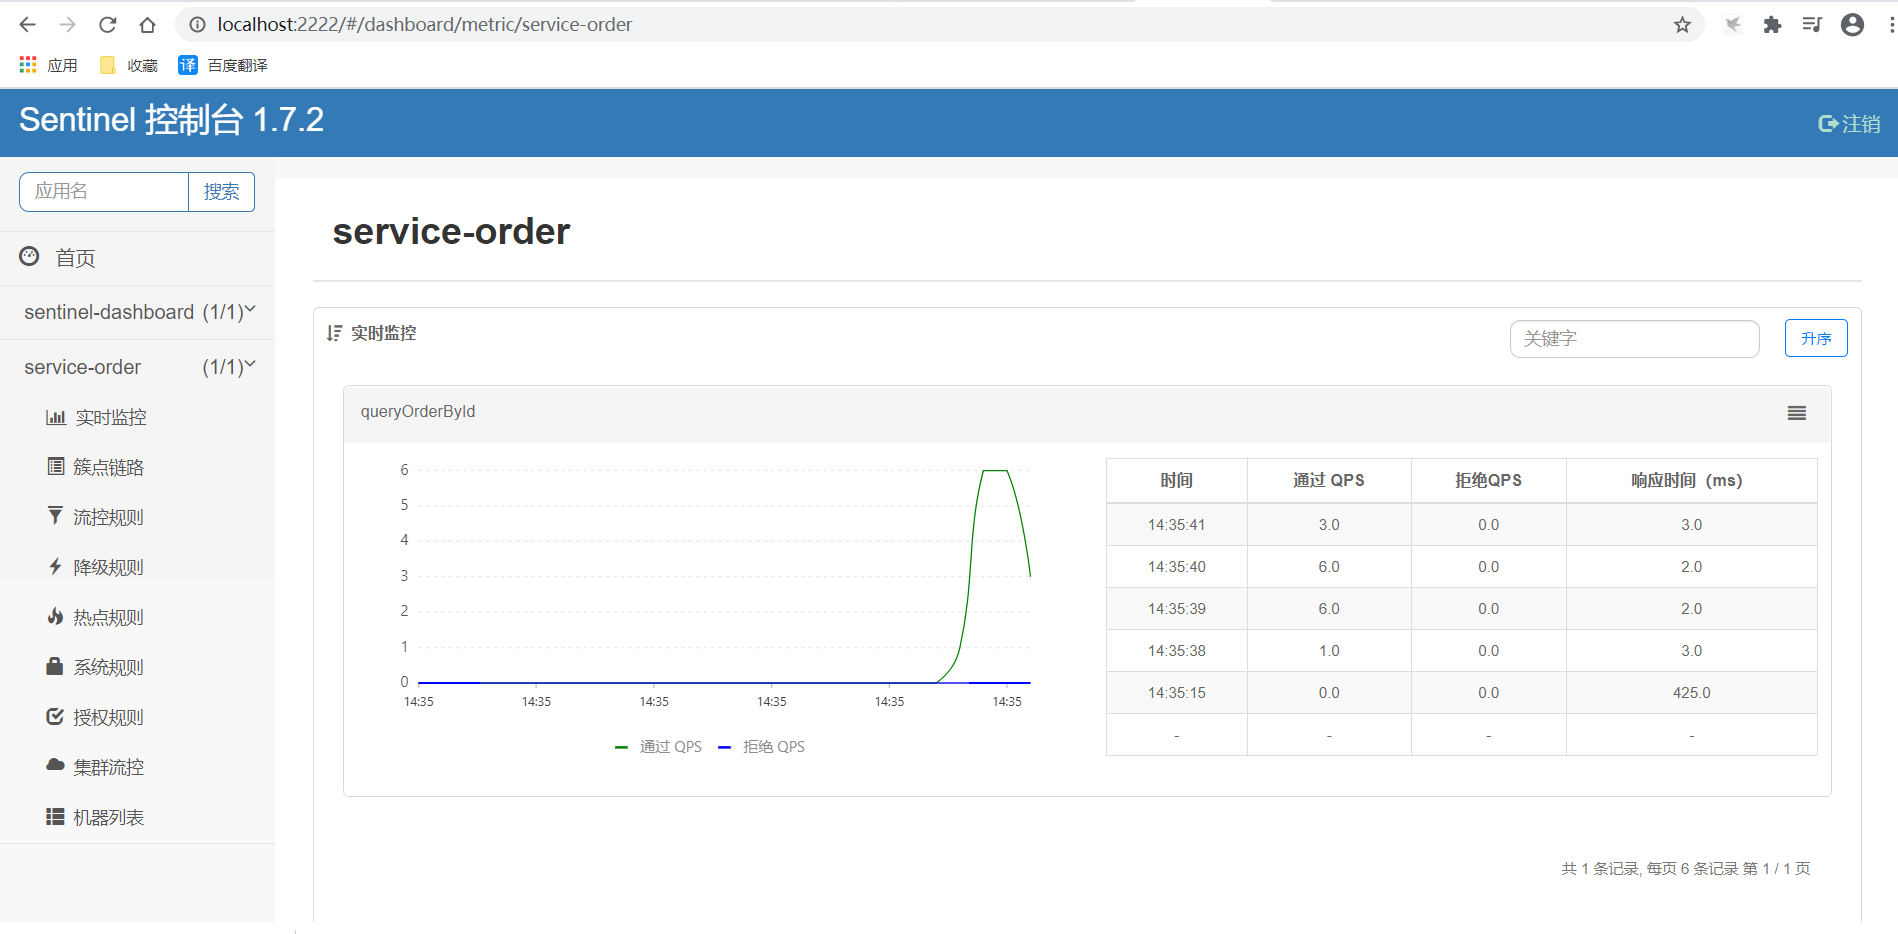 localhost:2222/#/dashboard/metric/service-order
应用 收藏 译 百度翻译
Sentinel 控制台 1.7.2
注销
应用名 搜索
首页
sentinel-dashboard (1/1)
service-order (1/1)
实时监控
簇点链路
流控规则
降级规则
热点规则
系统规则
授权规则
集群流控
机器列表
service-order
实时监控 关键字 升序
queryOrderById
6
5
4
3
2
1
0
14:35 14:35 14:35 14:35 14:35 14:35
通过 QPS 拒绝 QPS
时间 通过 QPS 拒绝QPS 响应时间（ms）
14:35:41 3.0 0.0 3.0
14:35:40 6.0 0.0 2.0
14:35:39 6.0 0.0 2.0
14:35:38 1.0 0.0 3.0
14:35:15 0.0 0.0 425.0
- - - -
共 1 条记录, 每页 6 条记录 第 1 / 1 页